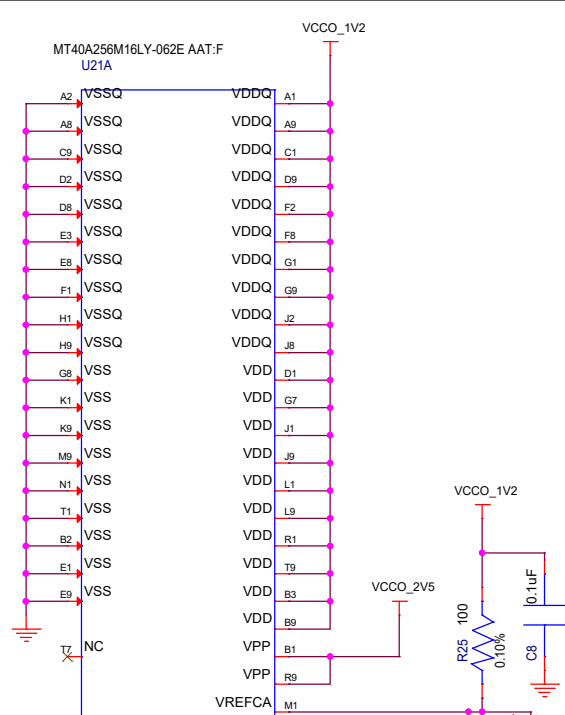 VCCO_1V2
MT40A256M16LY-062E AAT:F
U21A
A2 VSSQ VDDQ A1
A8 VSSQ VDDQ A9
C9 VSSQ VDDQ C1
D2 VSSQ VDDQ D9
D8 VSSQ VDDQ F2
E3 VSSQ VDDQ F8
E8 VSSQ VDDQ G1
F1 VSSQ VDDQ G9
H1 VSSQ VDDQ J2
H9 VSSQ VDDQ J8
G8 VSS VDD D1
K1 VSS VDD G7
K9 VSS VDD J1
M9 VSS VDD J9
N1 VSS VDD L1
T1 VSS VDD L9
B2 VSS VDD R1
E1 VSS VDD T9
E9 VSS VDD B3
VDD B9
T7 NC VPP B1
VPP R9
VREFCA M1
VCCO_2V5
VCCO_1V2
R25
100
0.10%
C8
0.1uF